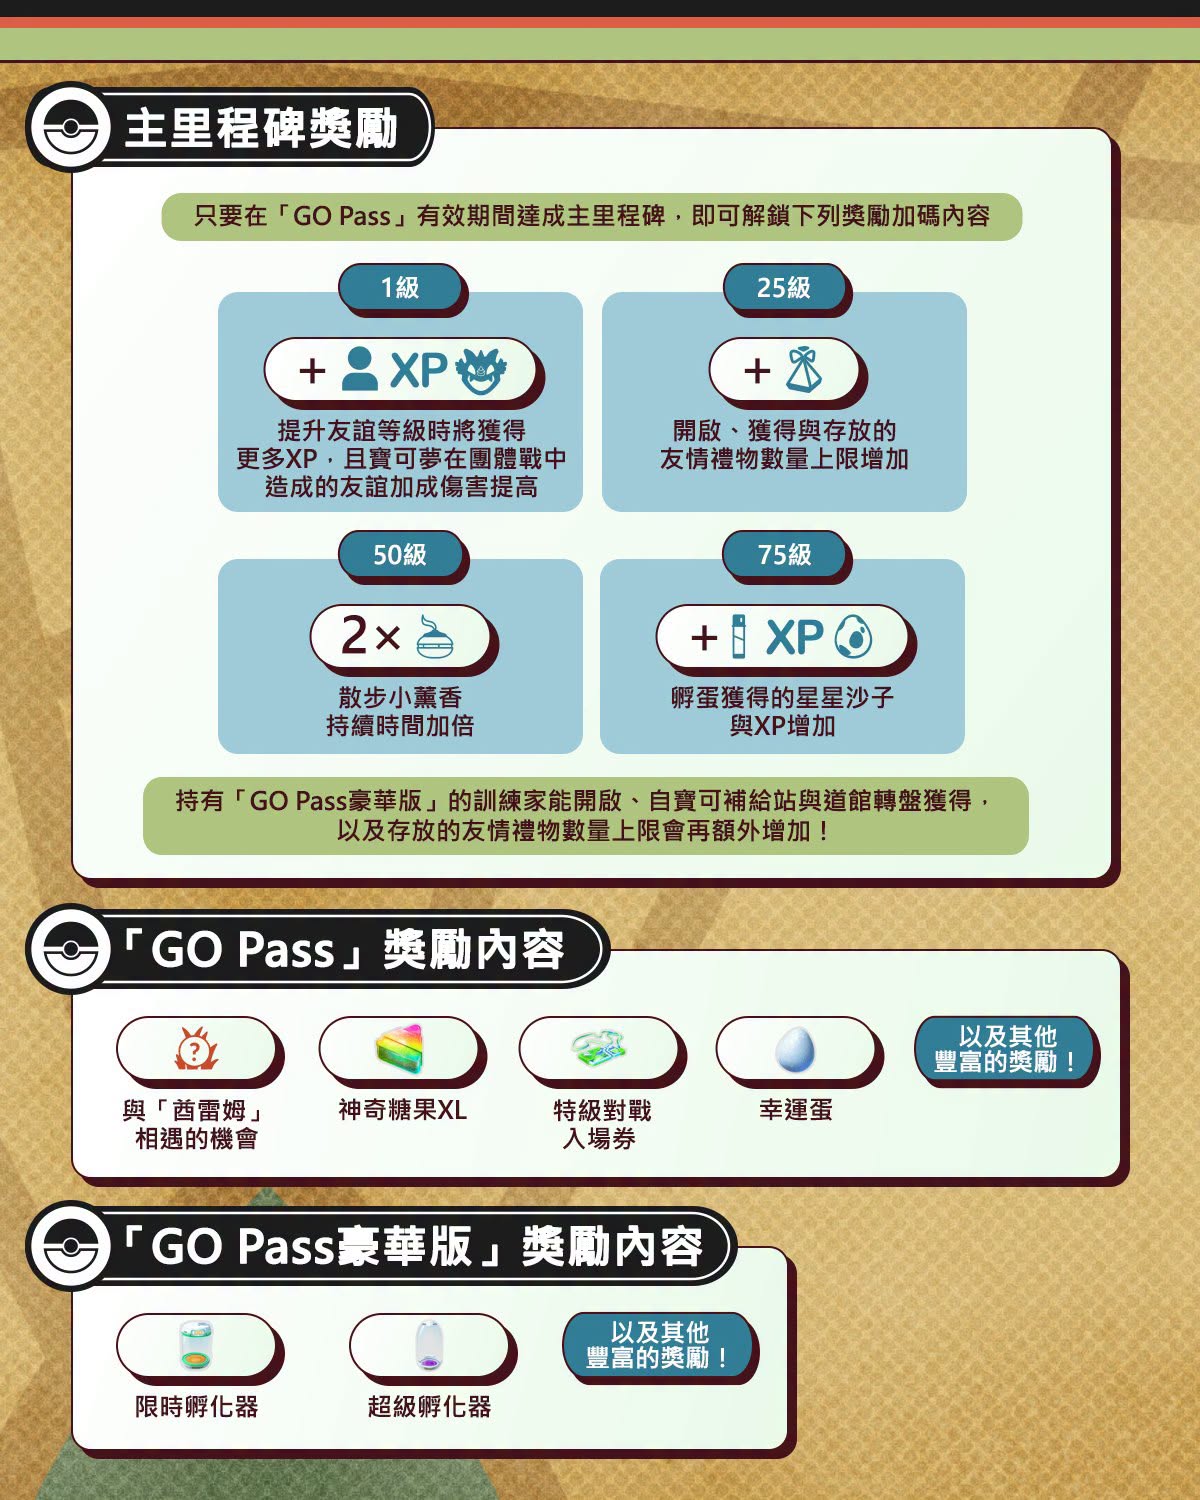 主里程碑獎勵
只要在「GO Pass」有效期間達成主里程碑，即可解鎖下列獎勵加碼內容
1級
+ XP
提升友誼等級時將獲得
更多XP，且寶可夢在團體戰中
造成的友誼加成傷害提高
25級
+
開啟、獲得與存放的
友情禮物數量上限增加
50級
2×
散步小薰香
持續時間加倍
75級
+ XP
孵蛋獲得的星星沙子
與XP增加
持有「GO Pass豪華版」的訓練家能開啟、自寶可補給站與道館轉盤獲得，
以及存放的友情禮物數量上限會再額外增加！
「GO Pass」獎勵內容
?
與「酋雷姆」
相遇的機會
神奇糖果XL
特級對戰
入場券
幸運蛋
以及其他
豐富的獎勵！
「GO Pass豪華版」獎勵內容
限時孵化器
超級孵化器
以及其他
豐富的獎勵！